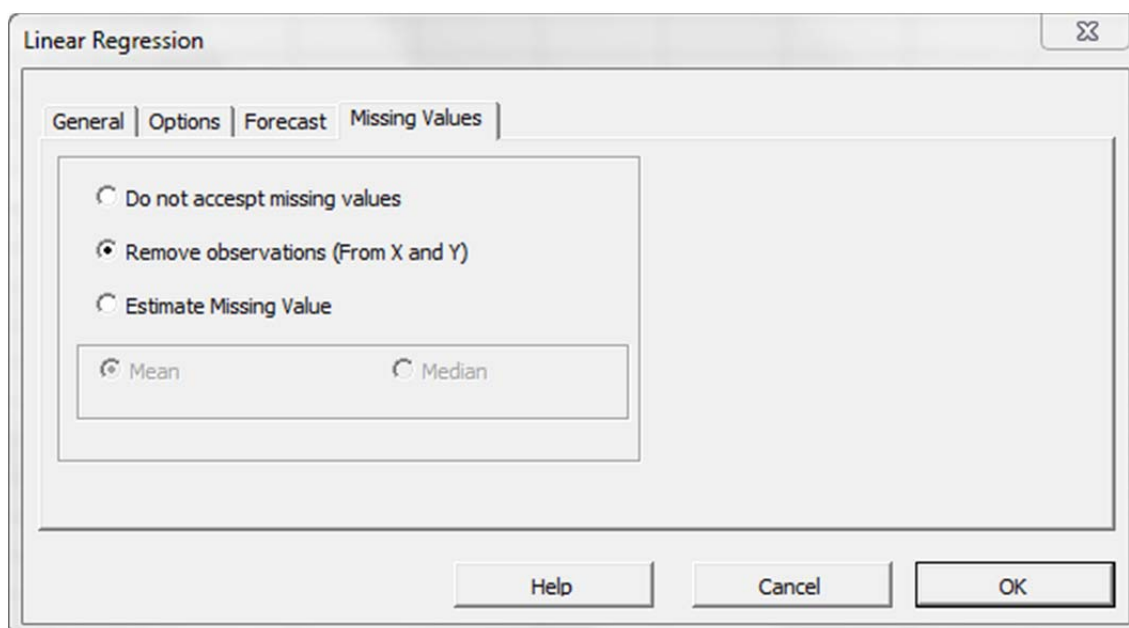 Linear Regression
General Options Forecast Missing Values
Do not accespt missing values
Remove observations (From X and Y)
Estimate Missing Value
Mean Median
Help Cancel OK